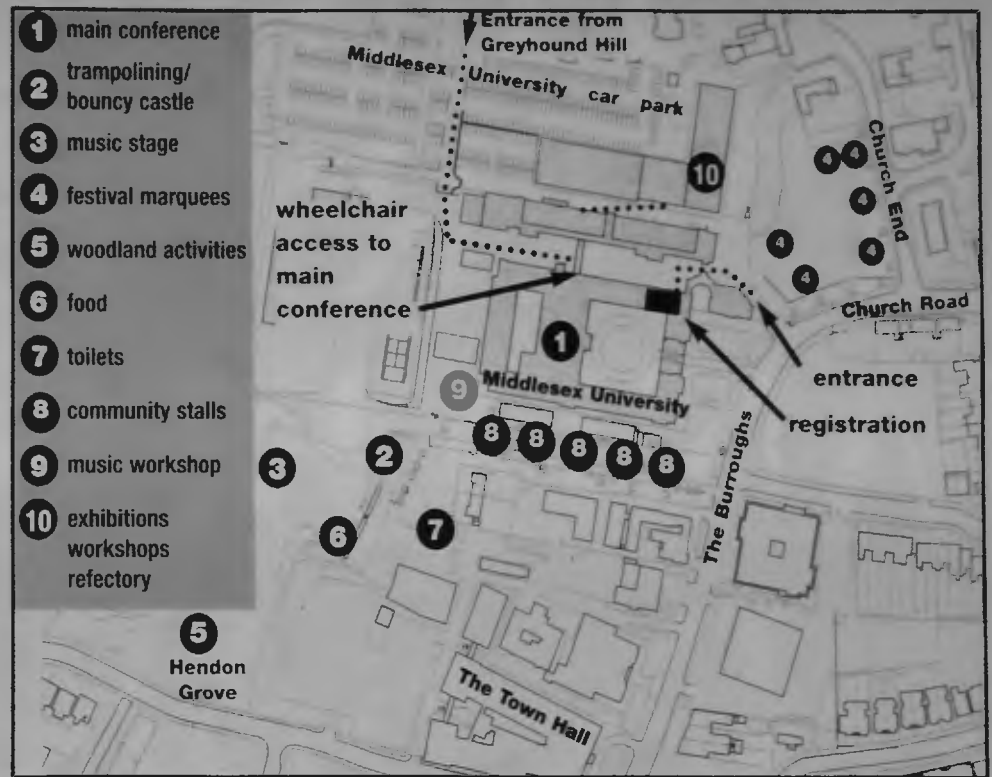 1 main conference
2 trampolining/
bouncy castle
3 music stage
4 festival marquees
5 woodland activities
6 food
7 toilets
8 community stalls
9 music workshop
10 exhibitions
workshops
refectory
Entrance from
Greyhound Hill
Middlesex University car park
10
4 4
4
4
4
4
Church End
Church Road
wheelchair
access to
main
conference
1
entrance
registration
Middlesex University
9
8 8 8 8 8
The Burroughs
3
2
6
7
5
Hendon
Grove
The Town Hall